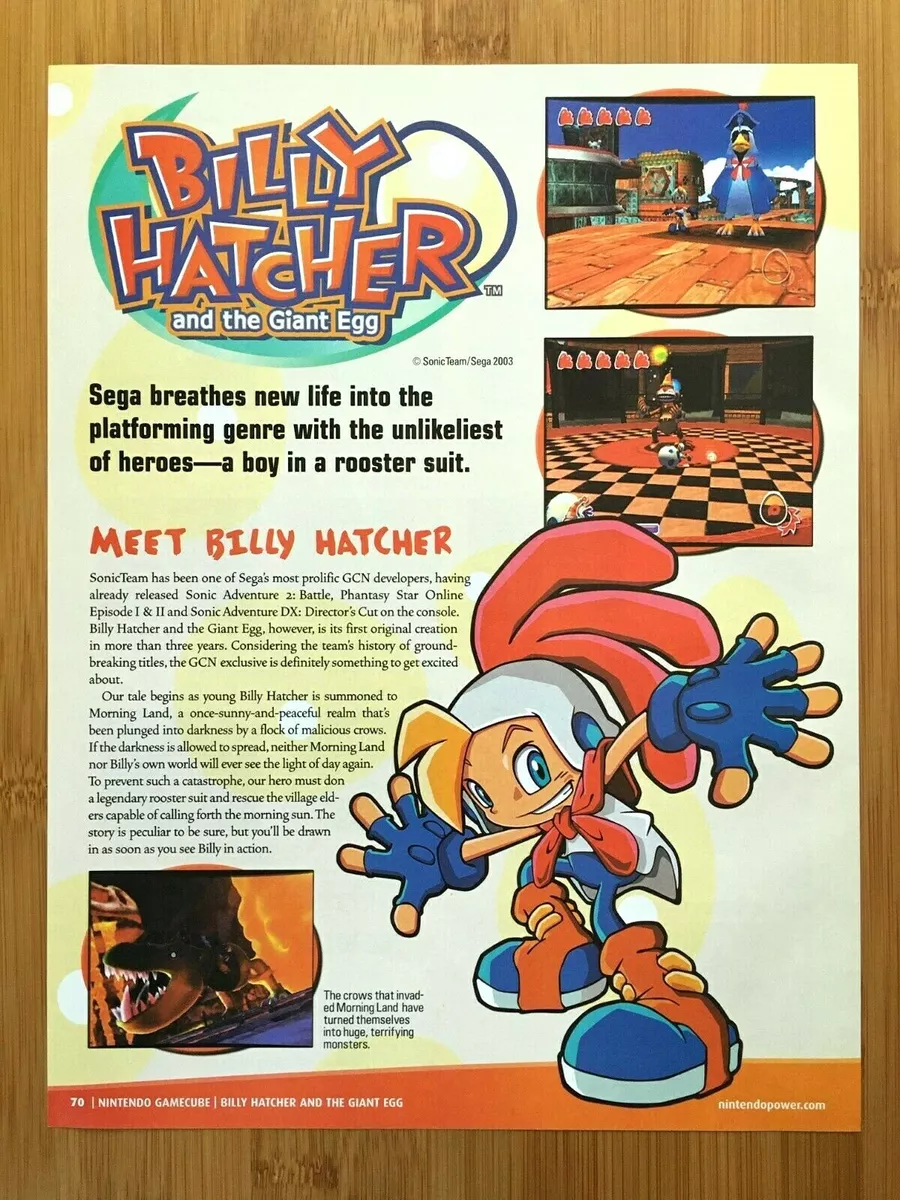 BILLY
HATCHER
TM
and the Giant Egg
© SonicTeam/Sega 2003
Sega breathes new life into the
platforming genre with the unlikeliest
of heroes—a boy in a rooster suit.
MEET BILLY HATCHER
SonicTeam has been one of Sega's most prolific GCN developers, having
already released Sonic Adventure 2: Battle, Phantasy Star Online
Episode I & II and Sonic Adventure DX: Director's Cut on the console.
Billy Hatcher and the Giant Egg, however, is its first original creation
in more than three years. Considering the team's history of ground-
breaking titles, the GCN exclusive is definitely something to get excited
about.
Our tale begins as young Billy Hatcher is summoned to
Morning Land, a once-sunny-and-peaceful realm that's
been plunged into darkness by a flock of malicious crows.
If the darkness is allowed to spread, neither Morning Land
nor Billy's own world will ever see the light of day again.
To prevent such a catastrophe, our hero must don
a legendary rooster suit and rescue the village eld-
ers capable of calling forth the morning sun. The
story is peculiar to be sure, but you'll be drawn
in as soon as you see Billy in action.
The crows that invad-
ed Morning Land have
turned themselves
into huge, terrifying
monsters.
70 | NINTENDO GAMECUBE | BILLY HATCHER AND THE GIANT EGG
nintendopower.com